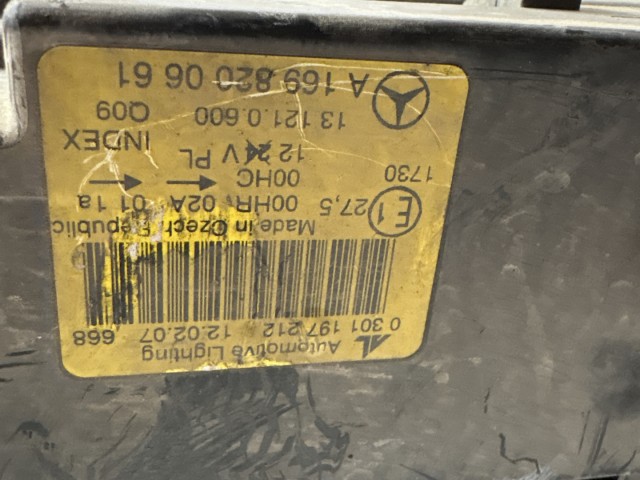 Automotive Lighting
0 301 197 212 12.02.07 668
Made in Czech Republic
E1 27,5 00HR 02A 01 1a
00HC
1730 12 24V PL
13 121.0.600 INDEX
A 169 820 06 61 Q09